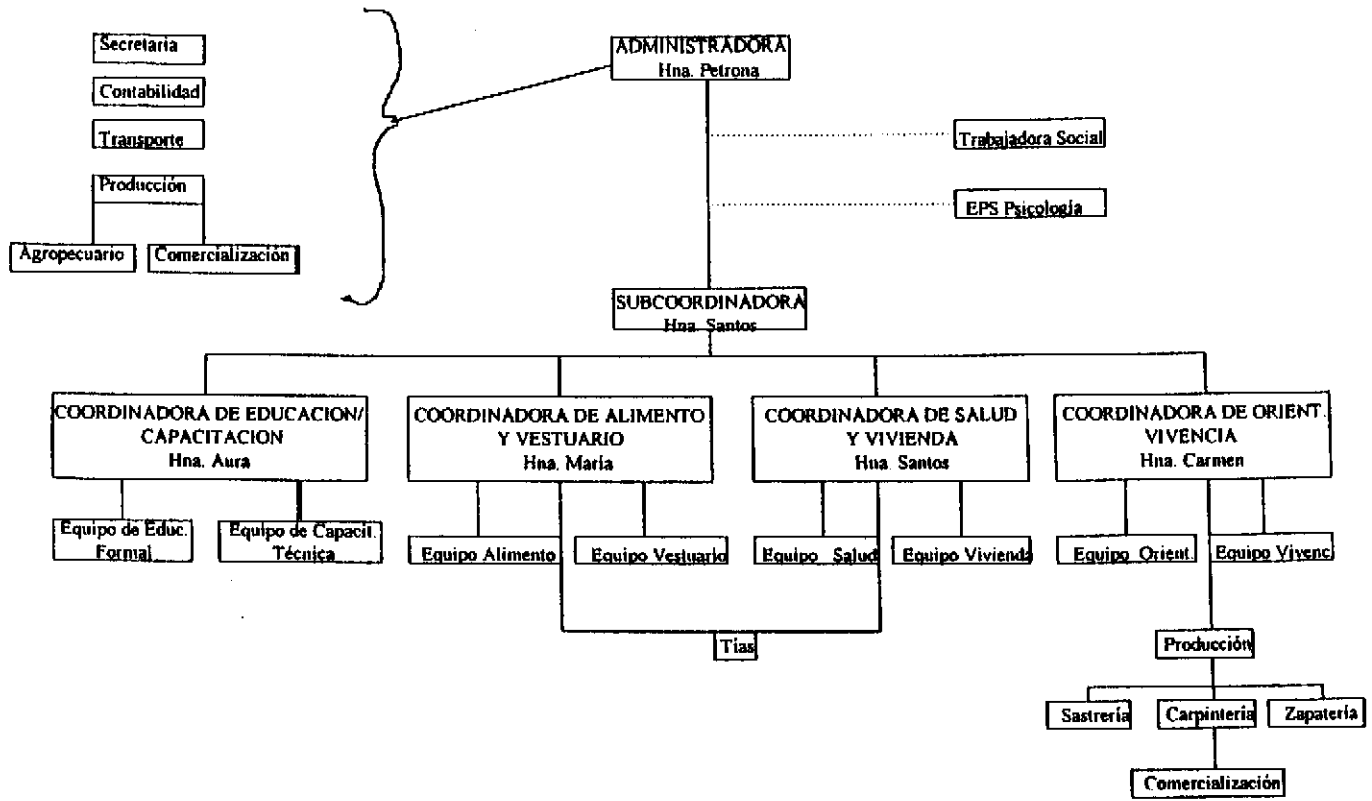 Secretaria
Contabilidad
Transporte
Producción
Agropecuario
Comercialización
ADMINISTRADORA
Hna. Petrona
Trabajadora Social
EPS Psicología
SUBCOORDINADORA
Hna. Santos
COORDINADORA DE EDUCACION/
CAPACITACION
Hna. Aura
COORDINADORA DE ALIMENTO
Y VESTUARIO
Hna. María
COORDINADORA DE SALUD
Y VIVIENDA
Hna. Santos
COORDINADORA DE ORIENT.
VIVENCIA
Hna. Carmen
Equipo de Educ.
Formal
Equipo de Capacit.
Técnica
Equipo Alimento
Equipo Vestuario
Equipo Salud
Equipo Vivienda
Equipo Orient.
Equipo Vivenc
Tias
Producción
Sastrería
Carpinteria
Zapatería
Comercialización